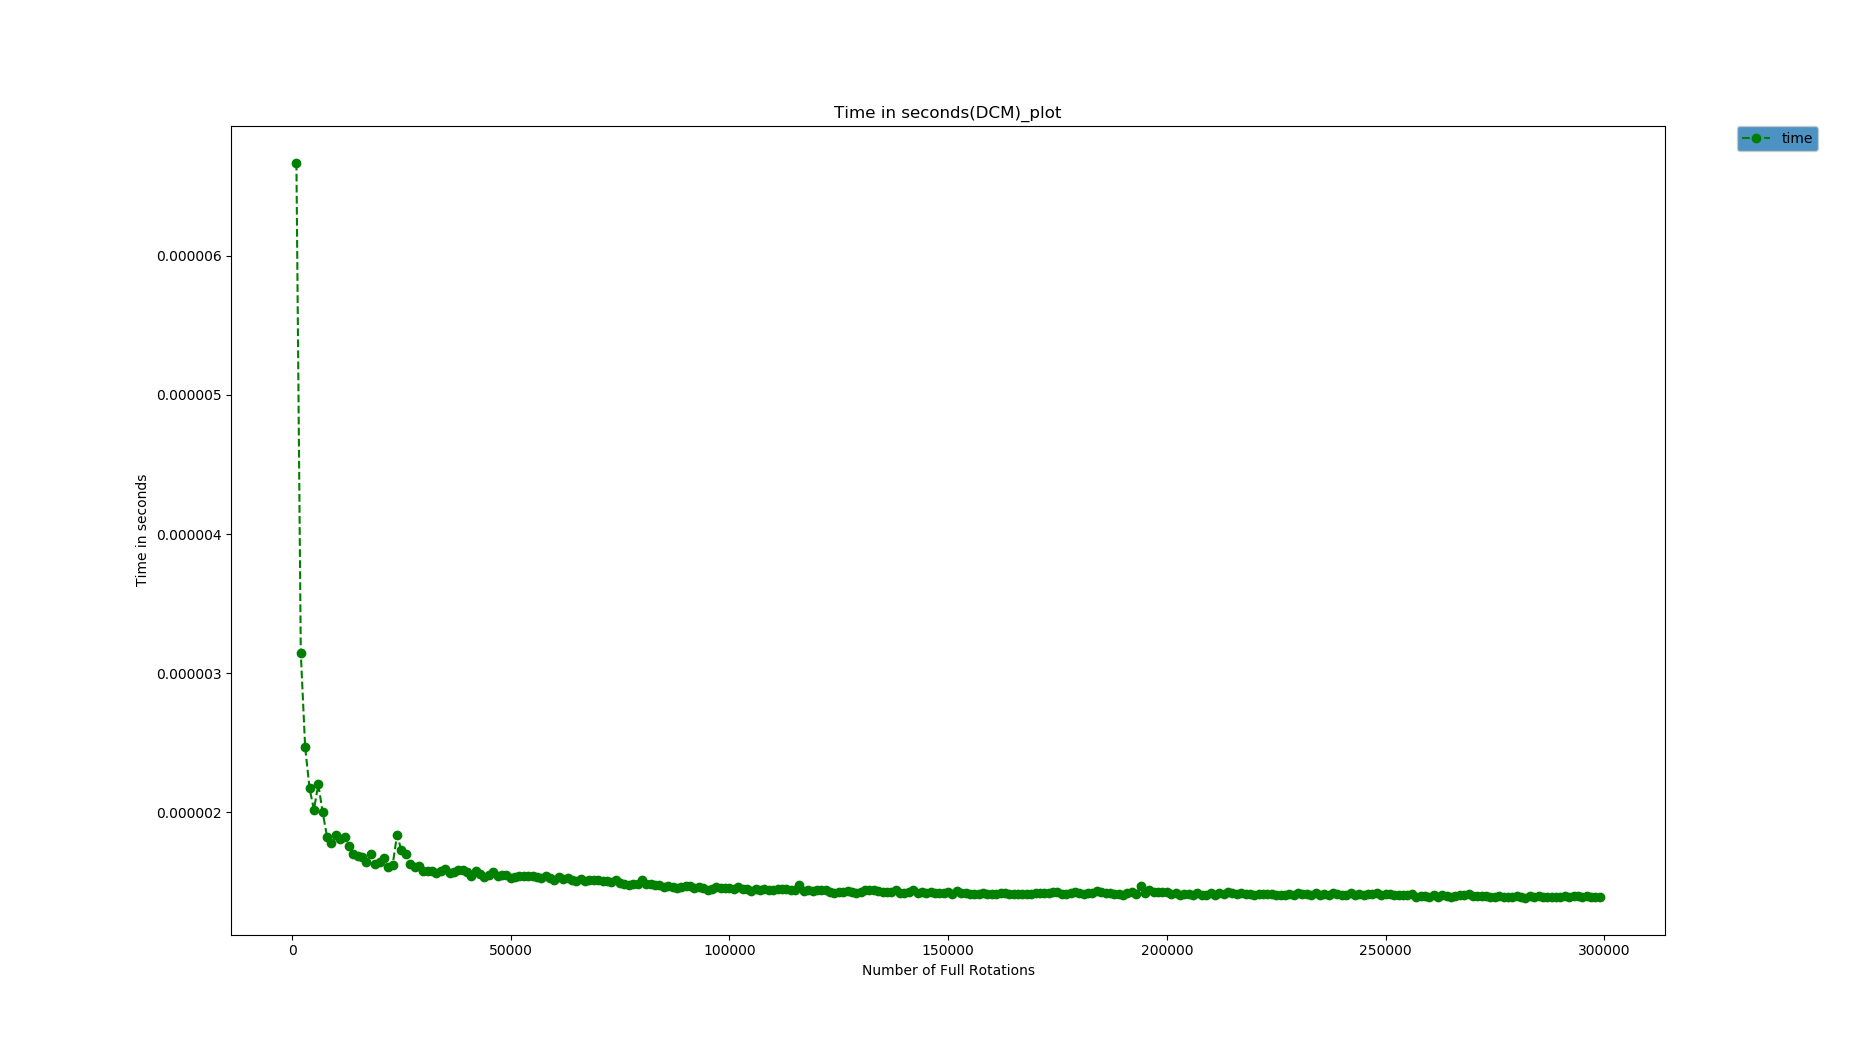 Time in seconds(DCM)_plot
time
0.000006
0.000005
0.000004
0.000003
0.000002
Time in seconds
0 50000 100000 150000 200000 250000 300000
Number of Full Rotations